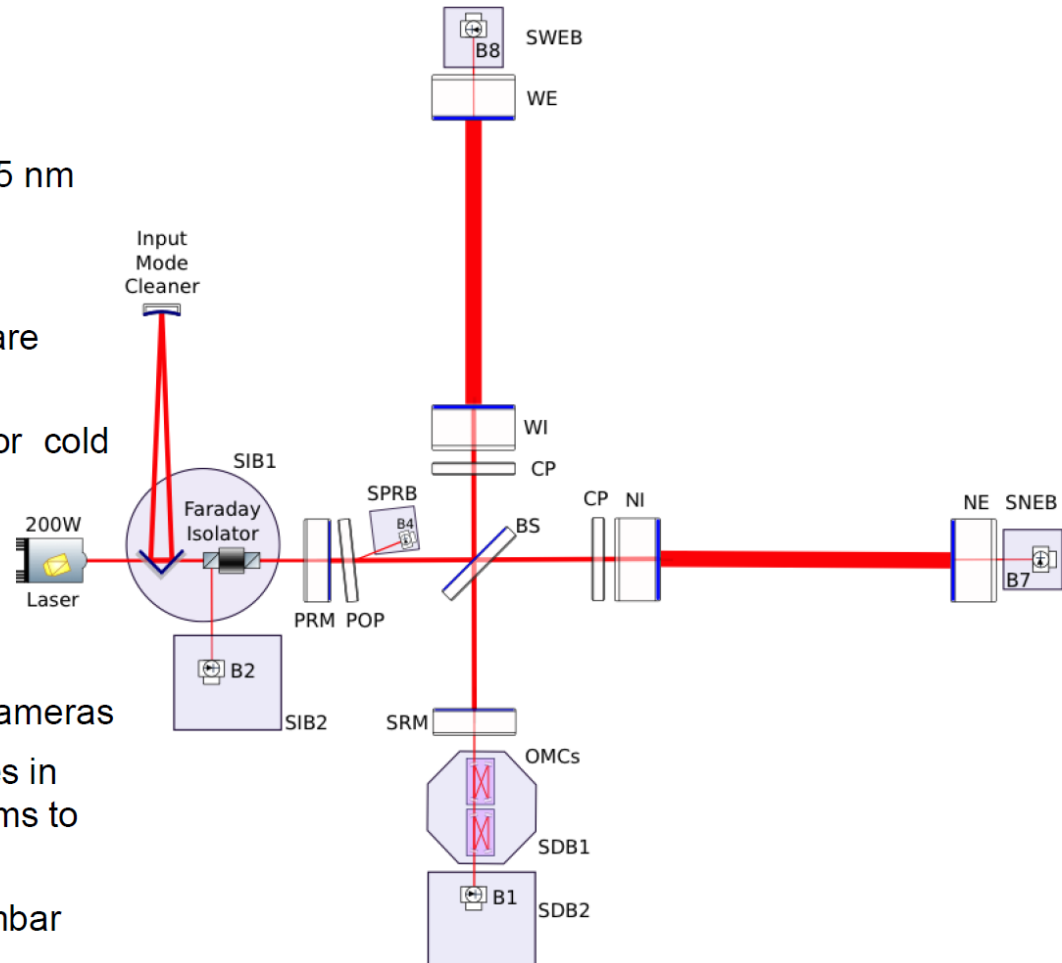 B8
SWEB
WE
5 nm
Input
Mode
Cleaner
are
or cold
WI
CP
SIB1
Faraday
Isolator
SPRB
B4
BS
CP
NI
NE
SNEB
B7
200W
Laser
PRM
POP
B2
SIB2
SRM
ameras
OMCs
es in
ms to
SDB1
B1
SDB2
nbar